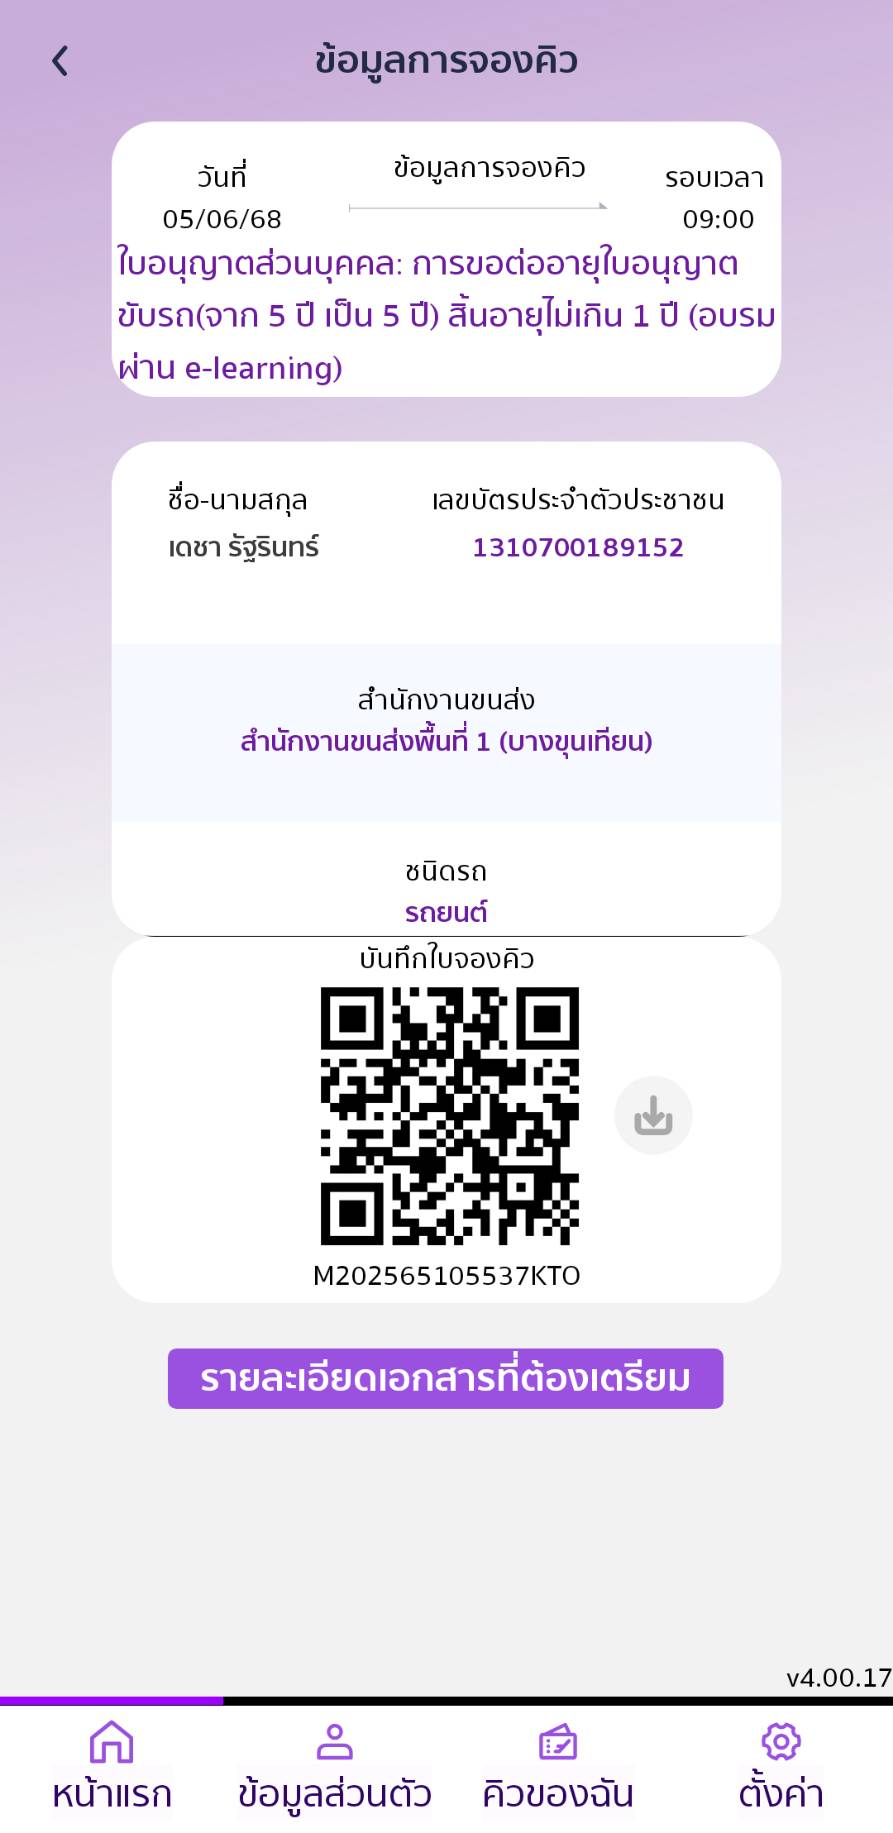 ข้อมูลการจองคิว
วันที่
ข้อมูลการจองคิว
รอบเวลา
05/06/68
09:00
ใบอนุญาตส่วนบุคคล: การขอต่ออายุใบอนุญาต
ขับรถ(จาก 5 ปี เป็น 5 ปี) สิ้นอายุไม่เกิน 1 ปี (อบรม
ผ่าน e-learning)
ชื่อ-นามสกุล
เลขบัตรประจำตัวประชาชน
เดชา รัฐรินทร์
1310700189152
สำนักงานขนส่ง
สำนักงานขนส่งพื้นที่ 1 (บางขุนเทียน)
ชนิดรถ
รถยนต์
บันทึกใบจองคิว
M202565105537KTO
รายละเอียดเอกสารที่ต้องเตรียม
v4.00.17
หน้าแรก
ข้อมูลส่วนตัว
คิวของฉัน
ตั้งค่า